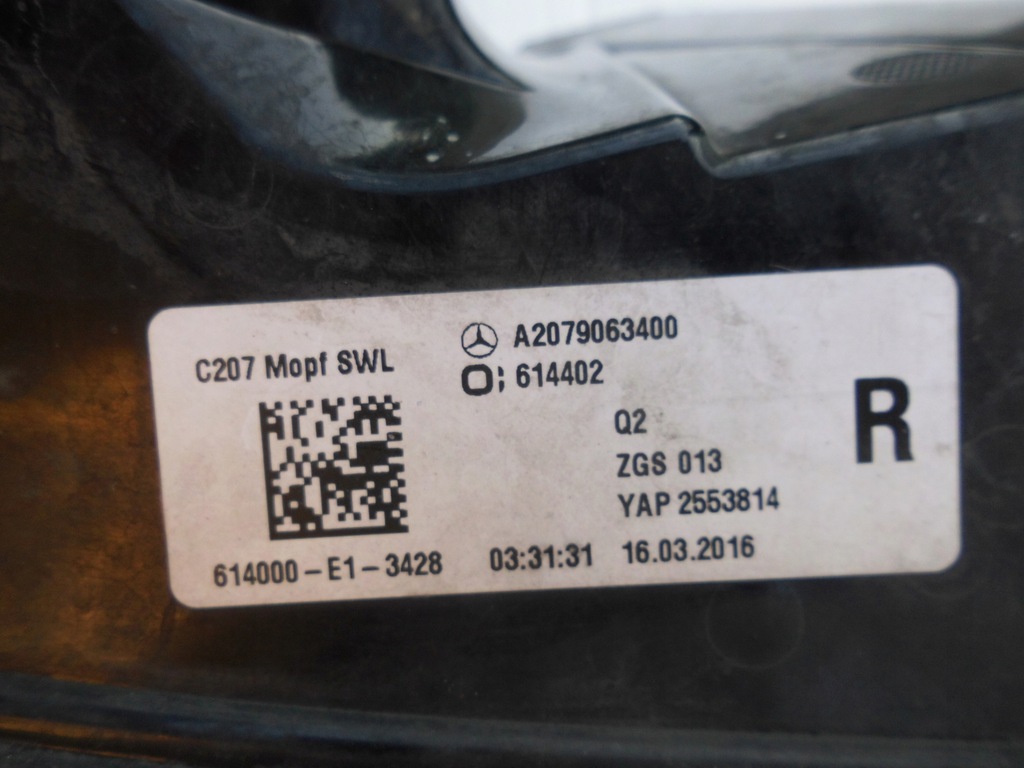 C207 Mopf SWL
A2079063400
O; 614402
Q2
ZGS 013
YAP 2553814
R
614000 - E1 - 3428 03:31:31 16.03.2016